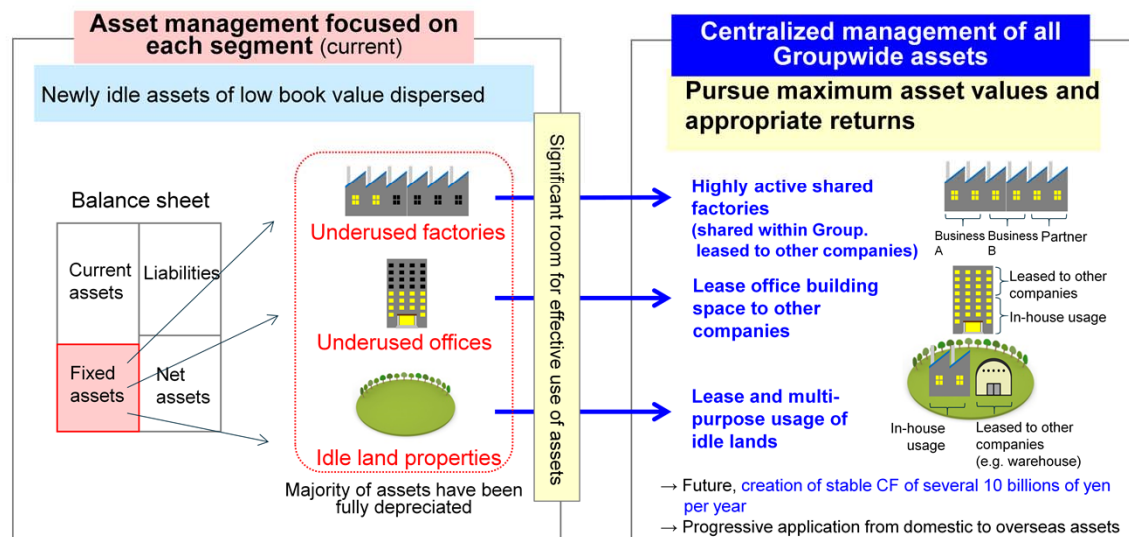 Asset management focused on
each segment (current)
Newly idle assets of low book value dispersed
Balance sheet
Current
assets
Liabilities
Fixed
assets
Net
assets
Underused factories
Underused offices
Idle land properties
Majority of assets have been
fully depreciated
Significant room for effective use of assets
Centralized management of all
Groupwide assets
Pursue maximum asset values and
appropriate returns
Highly active shared
factories
(shared within Group.
leased to other companies)
Business
A
Business
B
Partner
Lease office building
space to other
companies
Leased to other
companies
In-house usage
Lease and multi-
purpose usage of
idle lands
In-house
usage
Leased to other
companies
(e.g. warehouse)
→ Future, creation of stable CF of several 10 billions of yen
per year
→ Progressive application from domestic to overseas assets